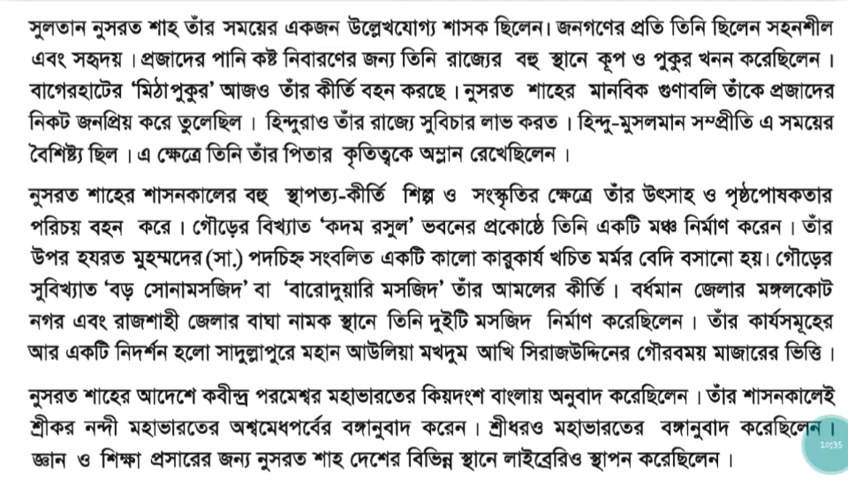 সুলতান নুসরত শাহ তাঁর সময়ের একজন উল্লেখযোগ্য শাসক ছিলেন। জনগণের প্রতি তিনি ছিলেন সহনশীল
এবং সহৃদয়। প্রজাদের পানি কষ্ট নিবারণের জন্য তিনি রাজ্যের বহু স্থানে কূপ ও পুকুর খনন করেছিলেন।
বাগেরহাটের ‘মিঠাপুকুর’ আজও তাঁর কীর্তি বহন করছে। নুসরত শাহের মানবিক গুণাবলি তাঁকে প্রজাদের
নিকট জনপ্রিয় করে তুলেছিল। হিন্দুরাও তাঁর রাজ্যে সুবিচার লাভ করত। হিন্দু-মুসলমান সম্প্রীতি এ সময়ের
বৈশিষ্ট্য ছিল। এ ক্ষেত্রে তিনি তাঁর পিতার কৃতিত্বকে অম্লান রেখেছিলেন।
নুসরত শাহের শাসনকালের বহু স্থাপত্য-কীর্তি শিল্প ও সংস্কৃতির ক্ষেত্রে তাঁর উৎসাহ ও পৃষ্ঠপোষকতার
পরিচয় বহন করে। গৌড়ের বিখ্যাত ‘কদম রসুল’ ভবনের প্রকোষ্ঠে তিনি একটি মঞ্চ নির্মাণ করেন। তাঁর
উপর হযরত মুহম্মদের (সা.) পদচিহ্ন সংবলিত একটি কালো কারুকার্য খচিত মর্মর বেদি বসানো হয়। গৌড়ের
সুবিখ্যাত ‘বড় সোনামসজিদ’ বা ‘বারোদুয়ারি মসজিদ’ তাঁর আমলের কীর্তি। বর্ধমান জেলার মঙ্গলকোট
নগর এবং রাজশাহী জেলার বাঘা নামক স্থানে তিনি দুইটি মসজিদ নির্মাণ করেছিলেন। তাঁর কার্যসমূহের
আর একটি নিদর্শন হলো সাদুল্লাপুরে মহান আউলিয়া মখদুম আখি সিরাজউদ্দিনের গৌরবময় মাজারের ভিত্তি।
নুসরত শাহের আদেশে কবীন্দ্র পরমেশ্বর মহাভারতের কিয়দংশ বাংলায় অনুবাদ করেছিলেন। তাঁর শাসনকালেই
শ্রীকর নন্দী মহাভারতের অশ্বমেধপর্বের বঙ্গানুবাদ করেন। শ্রীধরও মহাভারতের বঙ্গানুবাদ করেছিলেন।
10:35
জ্ঞান ও শিক্ষা প্রসারের জন্য নুসরত শাহ দেশের বিভিন্ন স্থানে লাইব্রেরিও স্থাপন করেছিলেন।